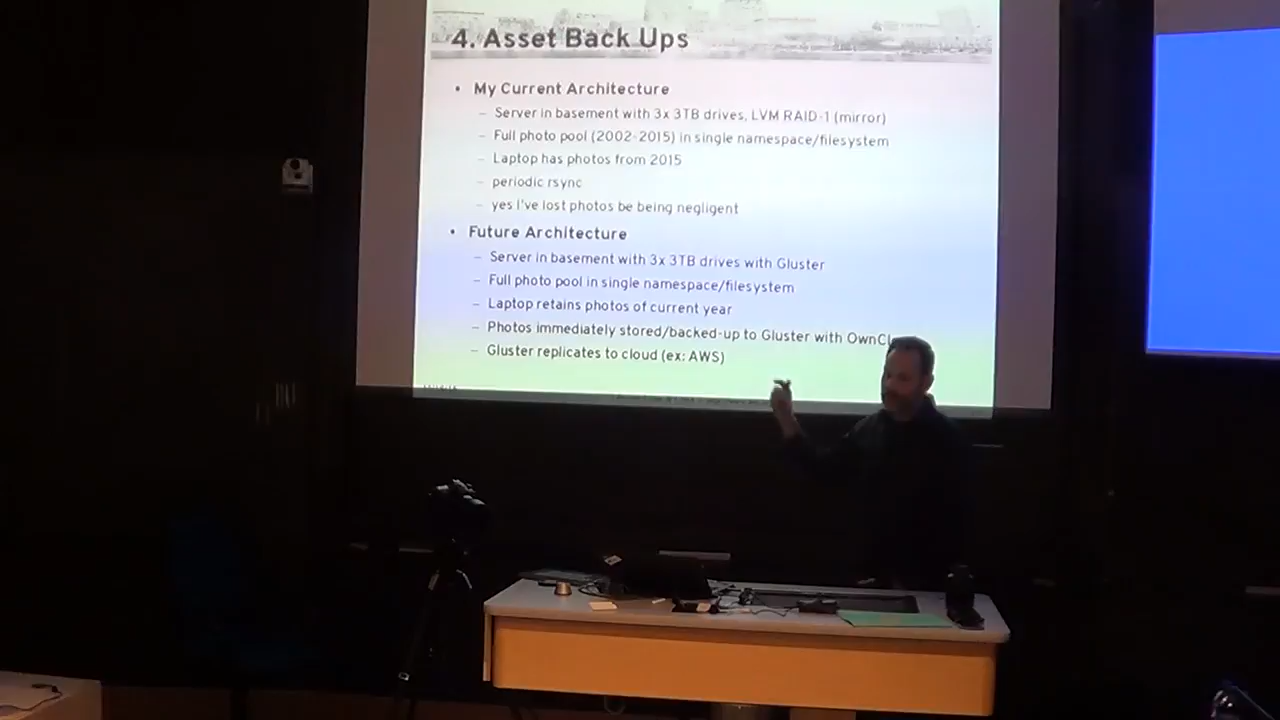 4. Asset Back Ups
• My Current Architecture
– Server in basement with 3x 3TB drives, LVM RAID-1 (mirror)
– Full photo pool (2002-2015) in single namespace/filesystem
– Laptop has photos from 2015
– periodic rsync
– yes I've lost photos be being negligent
• Future Architecture
– Server in basement with 3x 3TB drives with Gluster
– Full photo pool in single namespace/filesystem
– Laptop retains photos of current year
– Photos immediately stored/backed-up to Gluster with OwnCl
– Gluster replicates to cloud (ex: AWS)